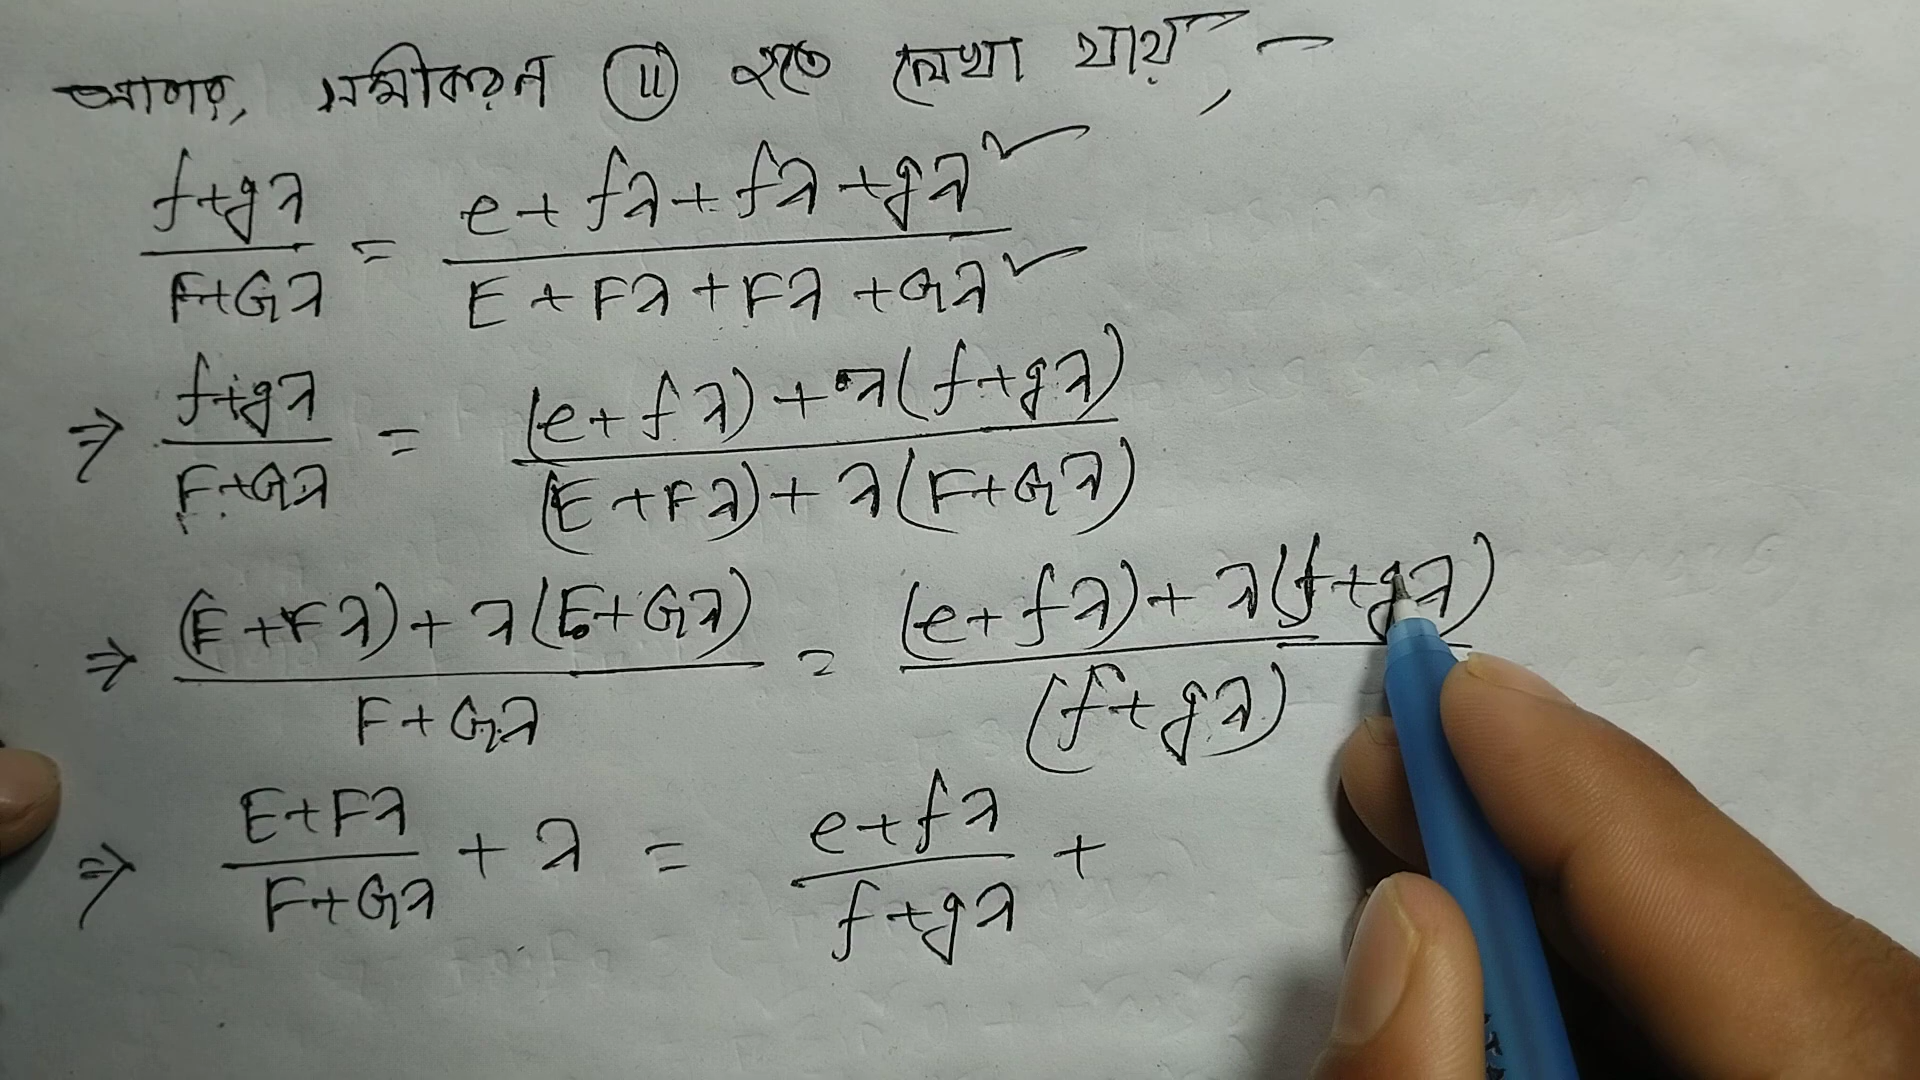 আবার, সমীকরণ (ii) হতে লেখা যায়, —
(f+gλ)/(F+Gλ) = (e+fλ+fλ+gλ²)/(E+Fλ+Fλ+Gλ²)
⇒ (f+gλ)/(F+Gλ) = ((e+fλ)+λ(f+gλ))/((E+Fλ)+λ(F+Gλ))
⇒ ((E+Fλ)+λ(F+Gλ))/(F+Gλ) = ((e+fλ)+λ(f+gλ))/((f+gλ))
⇒ (E+Fλ)/(F+Gλ) + λ = (e+fλ)/(f+gλ) +